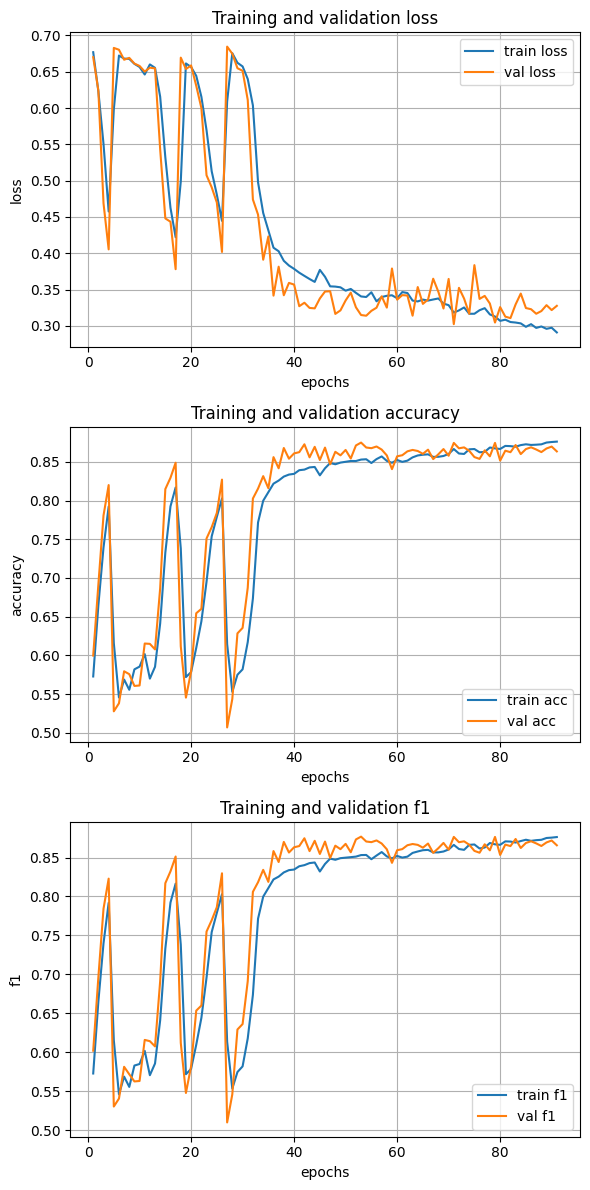 Training and validation loss
0.70
0.65
0.60
0.55
0.50
0.45
0.40
0.35
0.30
loss
train loss
val loss
0
20
40
60
80
epochs
Training and validation accuracy
0.85
0.80
0.75
0.70
0.65
0.60
0.55
0.50
accuracy
train acc
val acc
0
20
40
60
80
epochs
Training and validation f1
0.85
0.80
0.75
0.70
0.65
0.60
0.55
0.50
f1
train f1
val f1
0
20
40
60
80
epochs